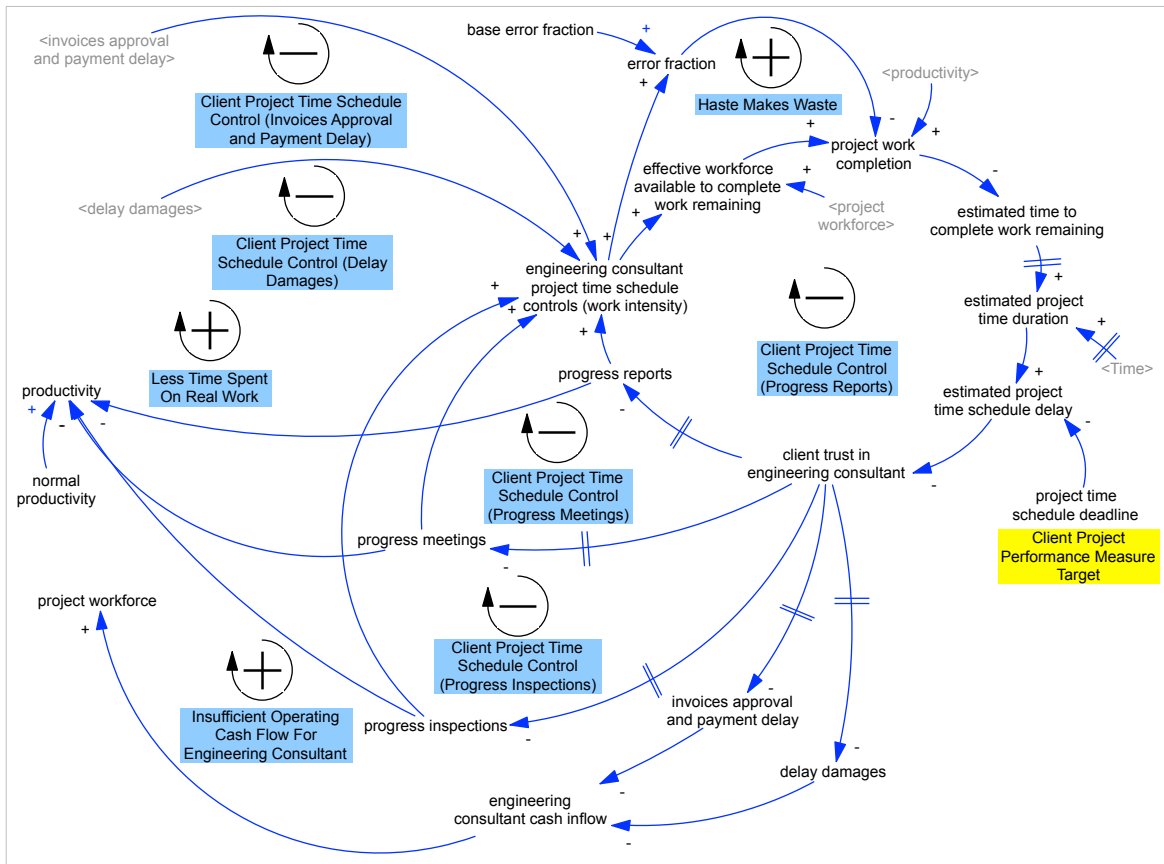 <invoices approval
and payment delay>
Client Project Time Schedule
Control (Invoices Approval
and Payment Delay)
base error fraction
+
error fraction
+
Haste Makes Waste
<productivity>
-
+
+
project work
completion
-
effective workforce
available to complete
work remaining
+
<project
workforce>
+
<delay damages>
Client Project Time
Schedule Control (Delay
Damages)
+
+
engineering consultant
project time schedule
controls (work intensity)
+
+
+
estimated time to
complete work remaining
+
estimated project
time duration
+
<Time>
+
estimated project
time schedule delay
-
Client Project Time
Schedule Control
(Progress Reports)
Less Time Spent
On Real Work
progress reports
-
productivity
+
-
-
normal
productivity
Client Project Time
Schedule Control
(Progress Meetings)
client trust in
engineering consultant
-
project time
schedule deadline
Client Project
Performance Measure
Target
progress meetings
-
project workforce
+
Client Project Time
Schedule Control
(Progress Inspections)
Insufficient Operating
Cash Flow For
Engineering Consultant
progress inspections
-
invoices approval
and payment delay
-
delay damages
-
engineering
consultant cash inflow
-
-